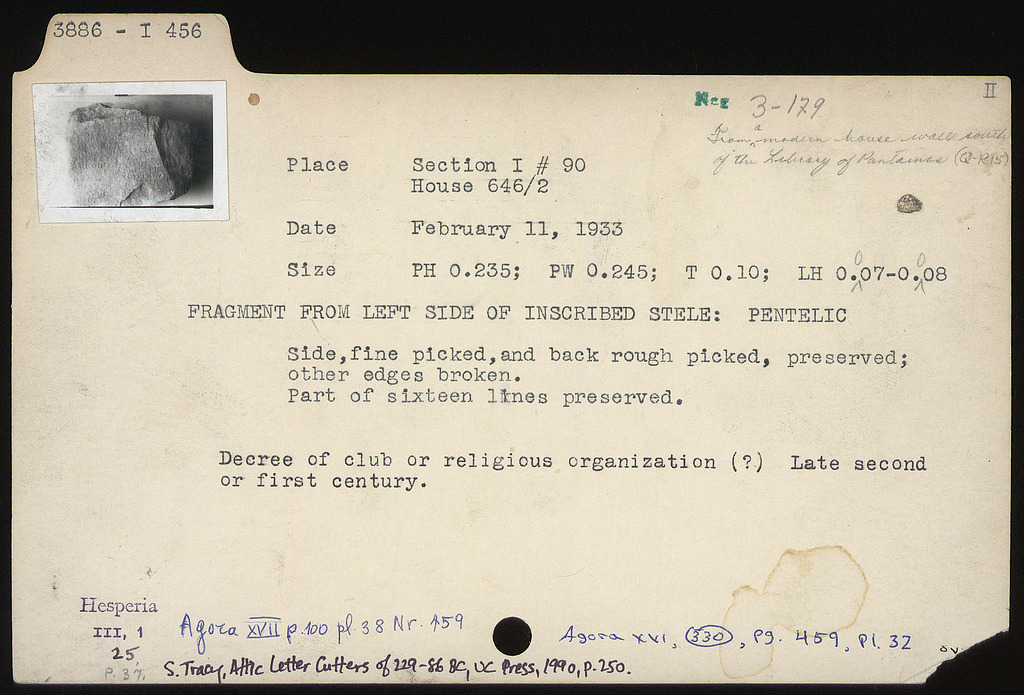 3886 - I 456
II
Neg 3-179
From a modern house wall south
of the Library of Pantainos (Q-R15)
Place Section I # 90
House 646/2
Date February 11, 1933
Size PH 0.235; PW 0.245; T 0.10; LH 0.007-0.008
FRAGMENT FROM LEFT SIDE OF INSCRIBED STELE: PENTELIC
Side,fine picked,and back rough picked, preserved;
other edges broken.
Part of sixteen lines preserved.
Decree of club or religious organization (?) Late second
or first century.
Hesperia
III, 1
25
P. 37.
Agora XVII p.100 pl.38 Nr. 459
Agora XVI, 330, Pg. 459, Pl. 32
S. Tracy, Attic Letter Cutters of 229-86 BC, UC Press, 1990, p.250.